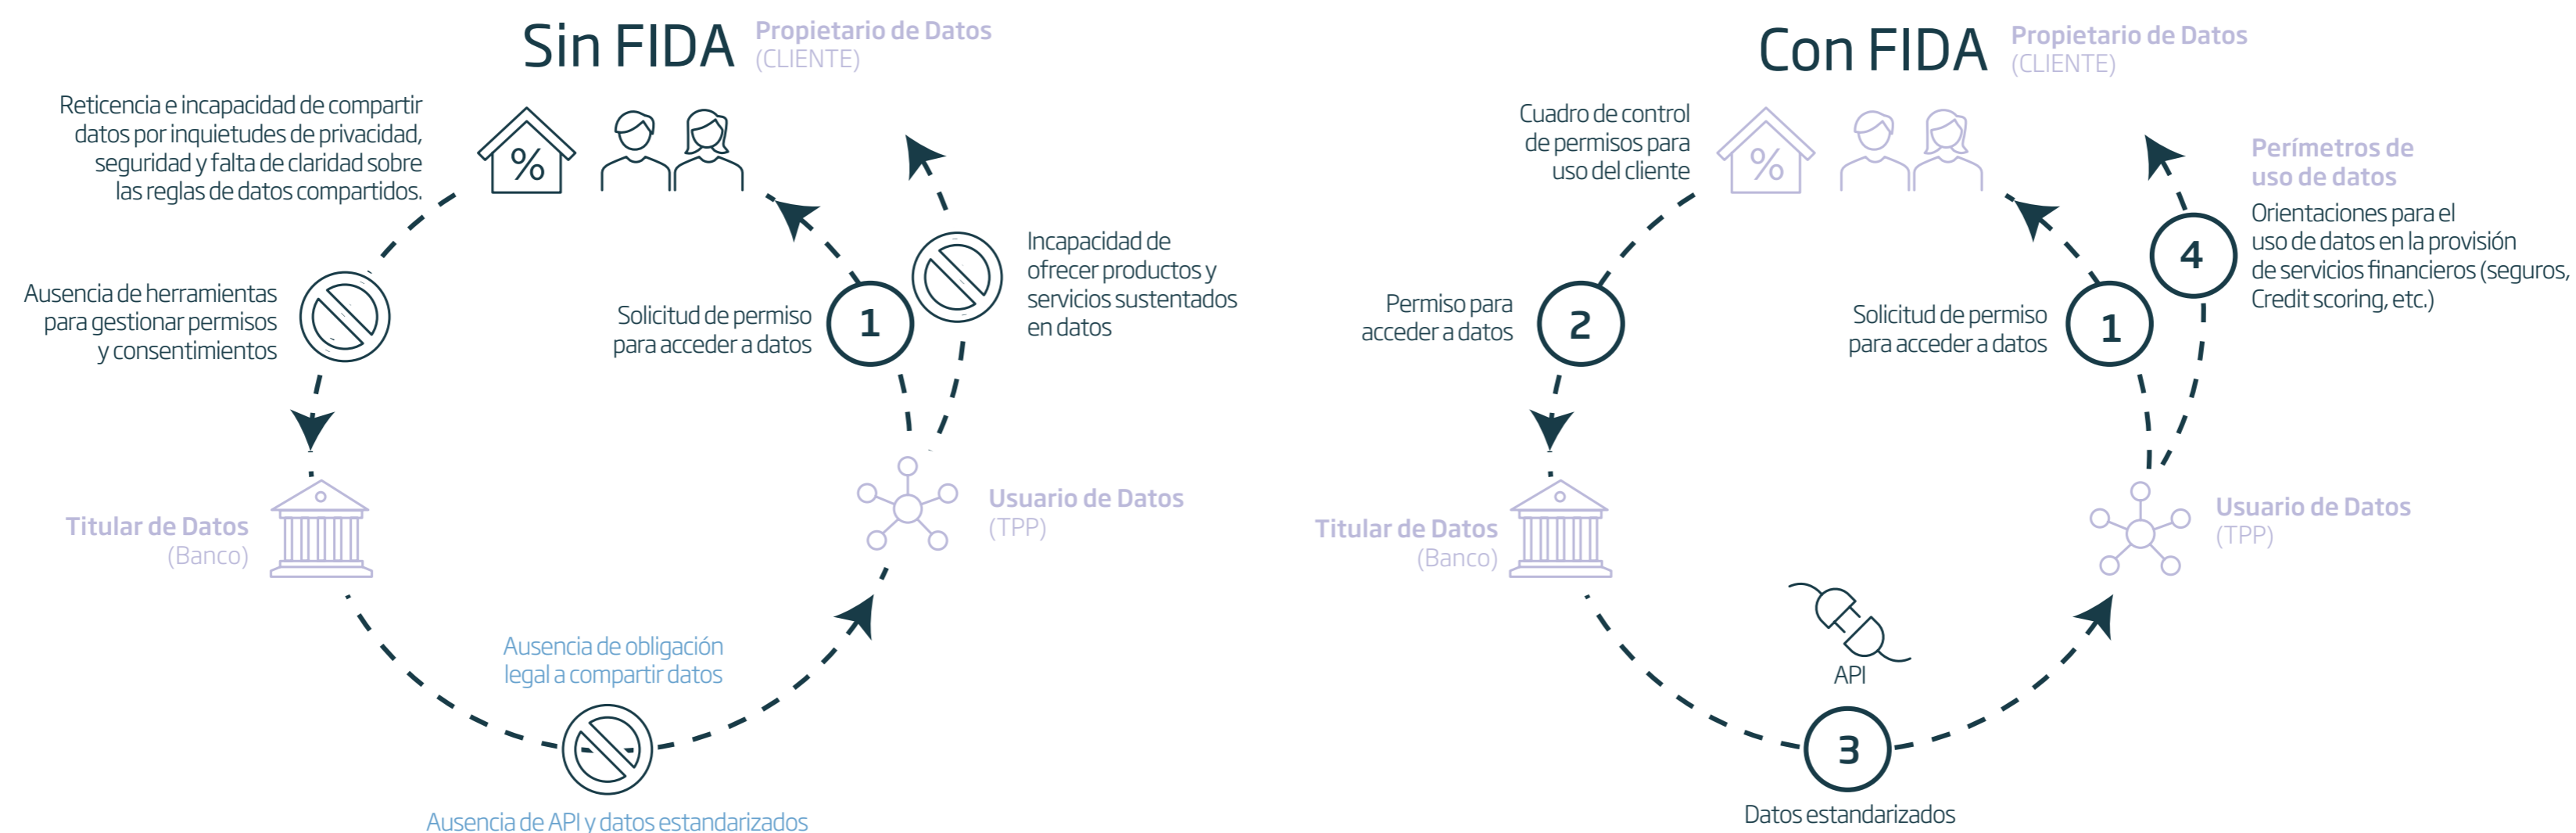 Sin FIDA
Propietario de Datos
(CLIENTE)
Reticencia e incapacidad de compartir
datos por inquietudes de privacidad,
seguridad y falta de claridad sobre
las reglas de datos compartidos.
%
Ausencia de herramientas
para gestionar permisos
y consentimientos
Solicitud de permiso
para acceder a datos
1
Incapacidad de
ofrecer productos y
servicios sustentados
en datos
Titular de Datos
(Banco)
Usuario de Datos
(TPP)
Ausencia de obligación
legal a compartir datos
Ausencia de API y datos estandarizados
Con FIDA
Propietario de Datos
(CLIENTE)
Cuadro de control
de permisos para
uso del cliente
%
Perímetros de
uso de datos
Orientaciones para el
uso de datos en la provisión
de servicios financieros (seguros,
Credit scoring, etc.)
4
Permiso para
acceder a datos
2
Solicitud de permiso
para acceder a datos
1
Titular de Datos
(Banco)
Usuario de Datos
(TPP)
API
3
Datos estandarizados